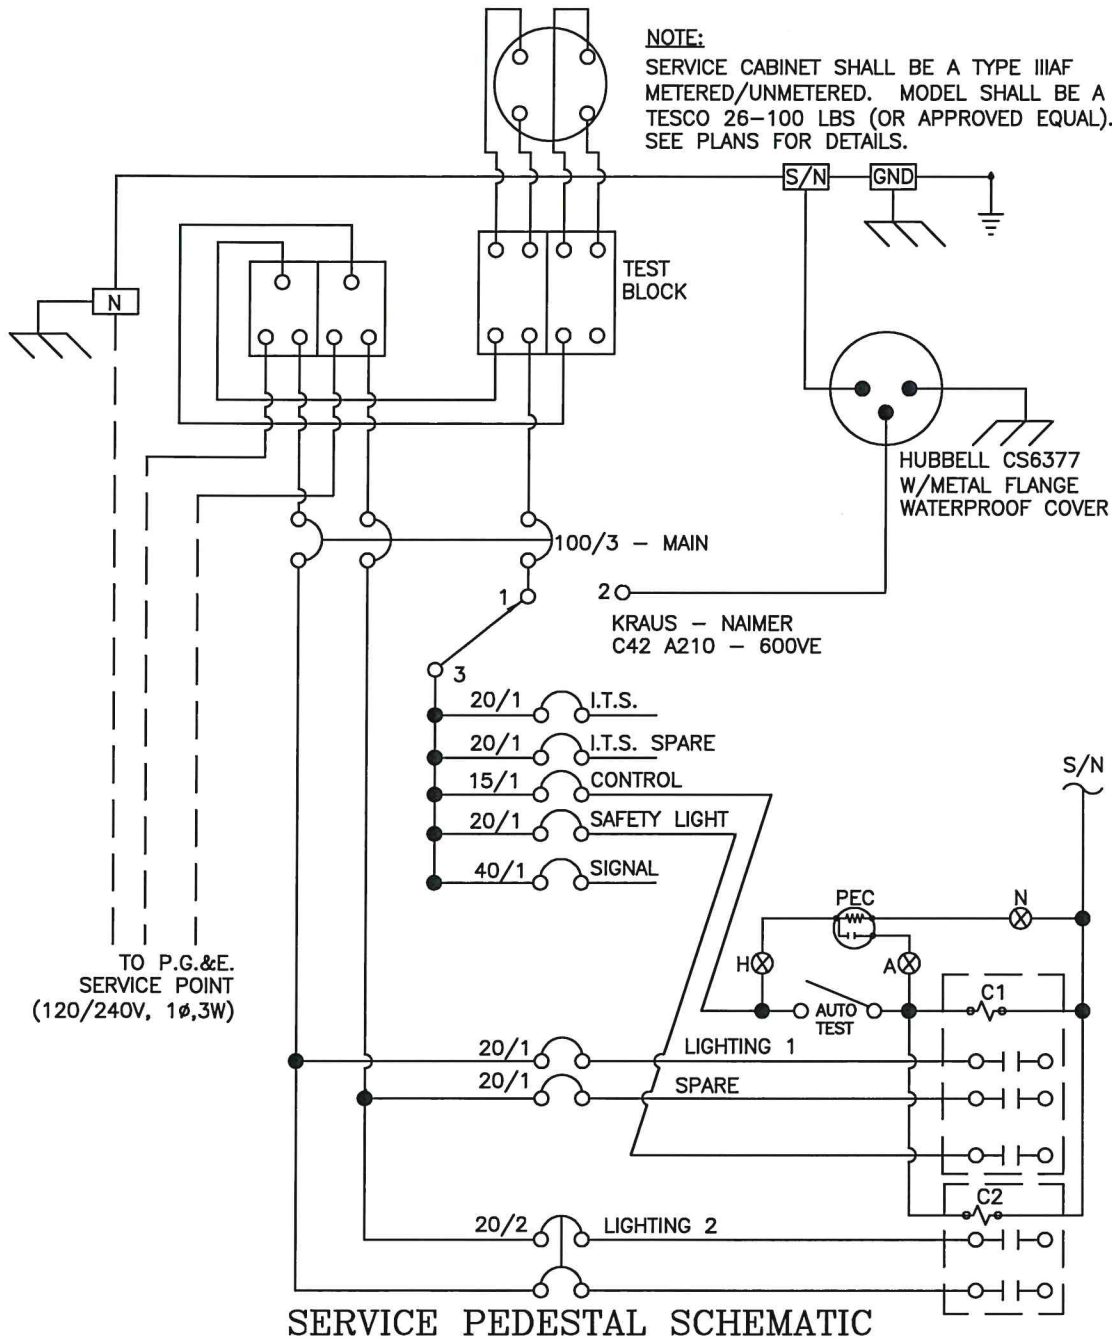 NOTE:
SERVICE CABINET SHALL BE A TYPE IIIAF
METERED/UNMETERED. MODEL SHALL BE A
TESCO 26-100 LBS (OR APPROVED EQUAL).
SEE PLANS FOR DETAILS.
S/N
GND
TEST
BLOCK
N
HUBBELL CS6377
W/METAL FLANGE
WATERPROOF COVER
100/3 - MAIN
1
2
KRAUS - NAIMER
C42 A210 - 600VE
3
20/1 I.T.S.
20/1 I.T.S. SPARE
15/1 CONTROL
20/1 SAFETY LIGHT
40/1 SIGNAL
S/N
PEC
N
H
A
TO P.G.&E.
SERVICE POINT
(120/240V, 1ø,3W)
AUTO
TEST
C1
20/1 LIGHTING 1
20/1 SPARE
C2
20/2 LIGHTING 2
SERVICE PEDESTAL SCHEMATIC